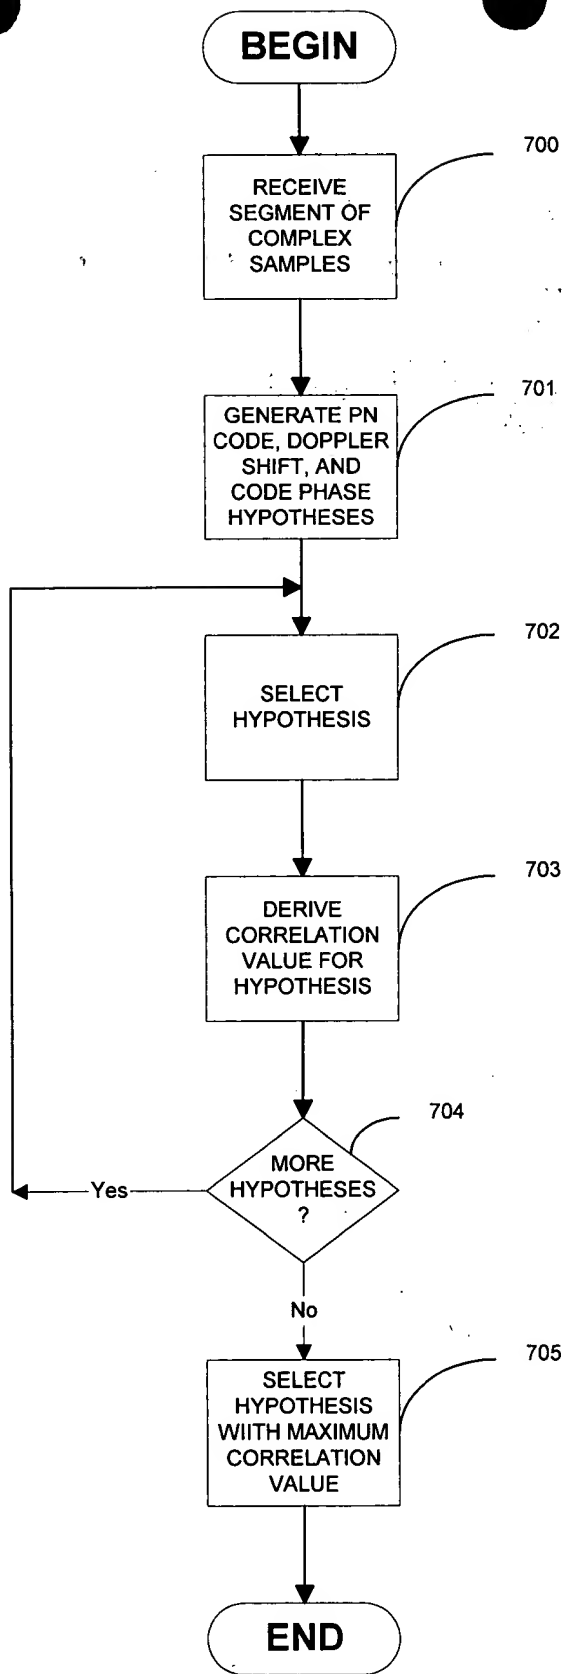 BEGIN
700
RECEIVE
SEGMENT OF
COMPLEX
SAMPLES
701
GENERATE PN
CODE, DOPPLER
SHIFT, AND
CODE PHASE
HYPOTHESES
702
SELECT
HYPOTHESIS
703
DERIVE
CORRELATION
VALUE FOR
HYPOTHESIS
704
MORE
HYPOTHESES
?
Yes
No
705
SELECT
HYPOTHESIS
WIITH MAXIMUM
CORRELATION
VALUE
END